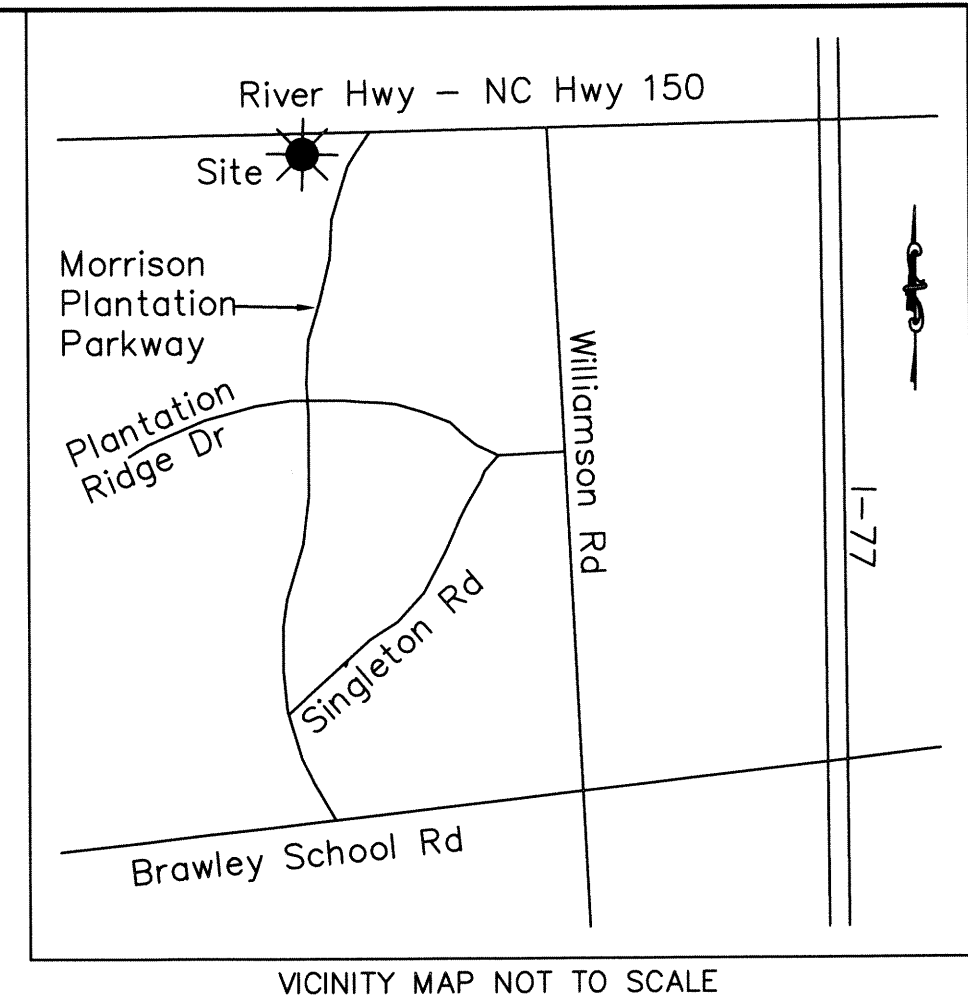 River Hwy – NC Hwy 150
Site
Morrison
Plantation
Parkway
Plantation
Ridge Dr
Williamson Rd
I–77
Singleton Rd
Brawley School Rd
VICINITY MAP NOT TO SCALE